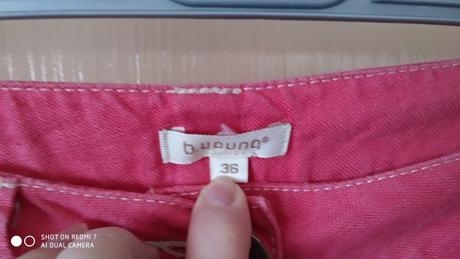 b.young®
36
SHOT ON REDMI 7
AI DUAL CAMERA